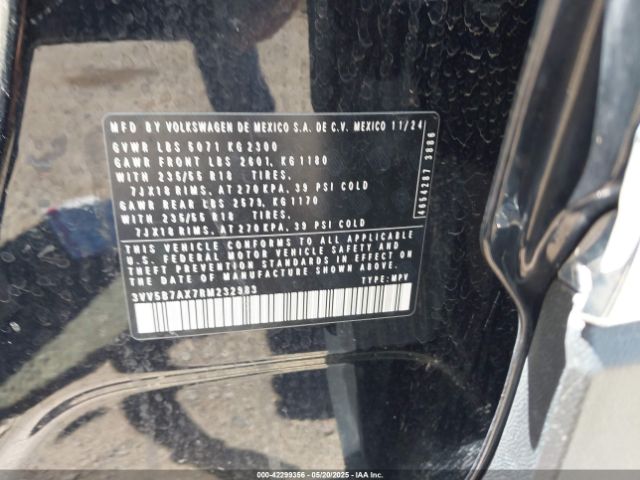 MFD BY VOLKSWAGEN DE MEXICO S.A. DE C.V. MEXICO 11/24
GVWR LBS 5071 KG 2300
GAWR FRONT LBS 2601, KG 1180
WITH 235/55 R18 TIRES.
7JX18 RIMS, AT 270 KPA, 39 PSI COLD
GAWR REAR LBS 2579, KG 1170
WITH 235/55 R18 TIRES.
7JX18 RIMS, AT 270 KPA, 39 PSI COLD
THIS VEHICLE CONFORMS TO ALL APPLICABLE
U.S. FEDERAL MOTOR VEHICLE SAFETY AND
THEFT PREVENTION STANDARDS IN EFFECT ON
THE DATE OF MANUFACTURE SHOWN ABOVE.
3VV5B7AX7RM232983 TYPE: MPV
4654287 3886
000-42299356 - 05/20/2025 - IAA Inc.